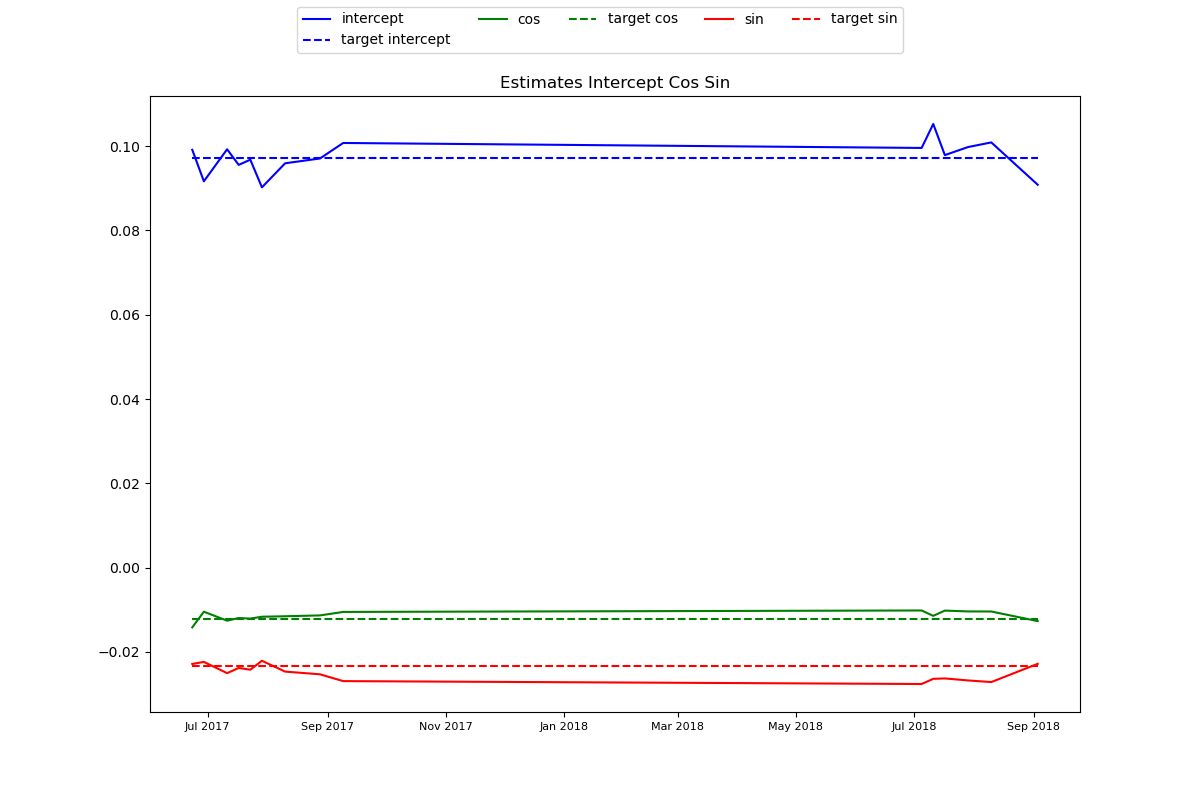 intercept cos target cos sin target sin
target intercept
Estimates Intercept Cos Sin
0.10
0.08
0.06
0.04
0.02
0.00
−0.02
Jul 2017 Sep 2017 Nov 2017 Jan 2018 Mar 2018 May 2018 Jul 2018 Sep 2018